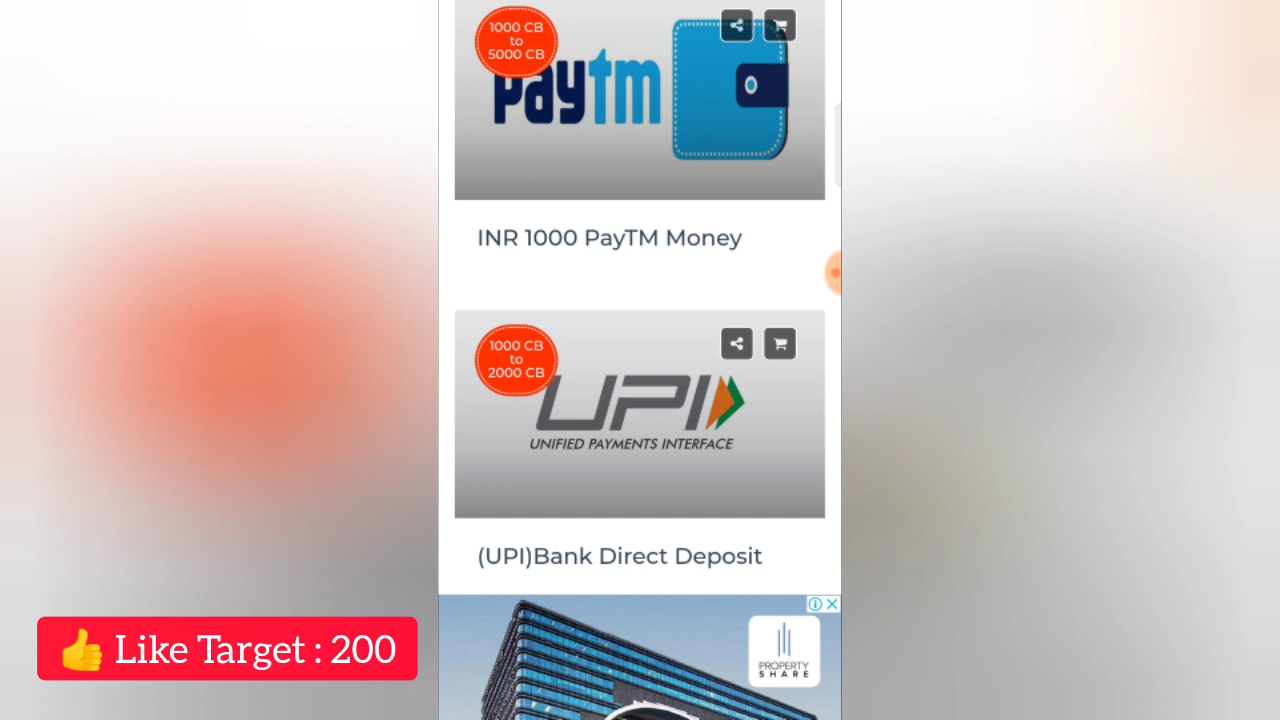 1000 CB
to
5000 CB
Paytm
INR 1000 PayTM Money
1000 CB
to
2000 CB
UPI
UNIFIED PAYMENTS INTERFACE
(UPI)Bank Direct Deposit
PROPERTY
SHARE
👍 Like Target : 200